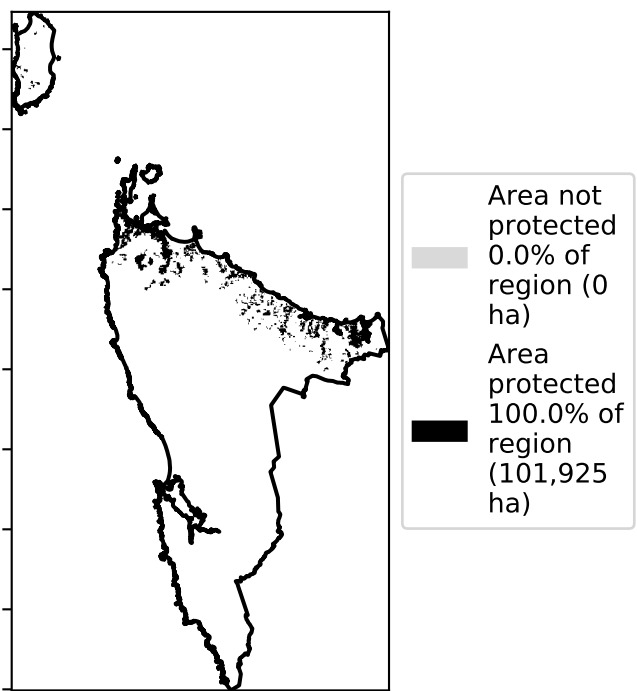 Area not
protected
0.0% of
region (0
ha)
Area
protected
100.0% of
region
(101,925
ha)